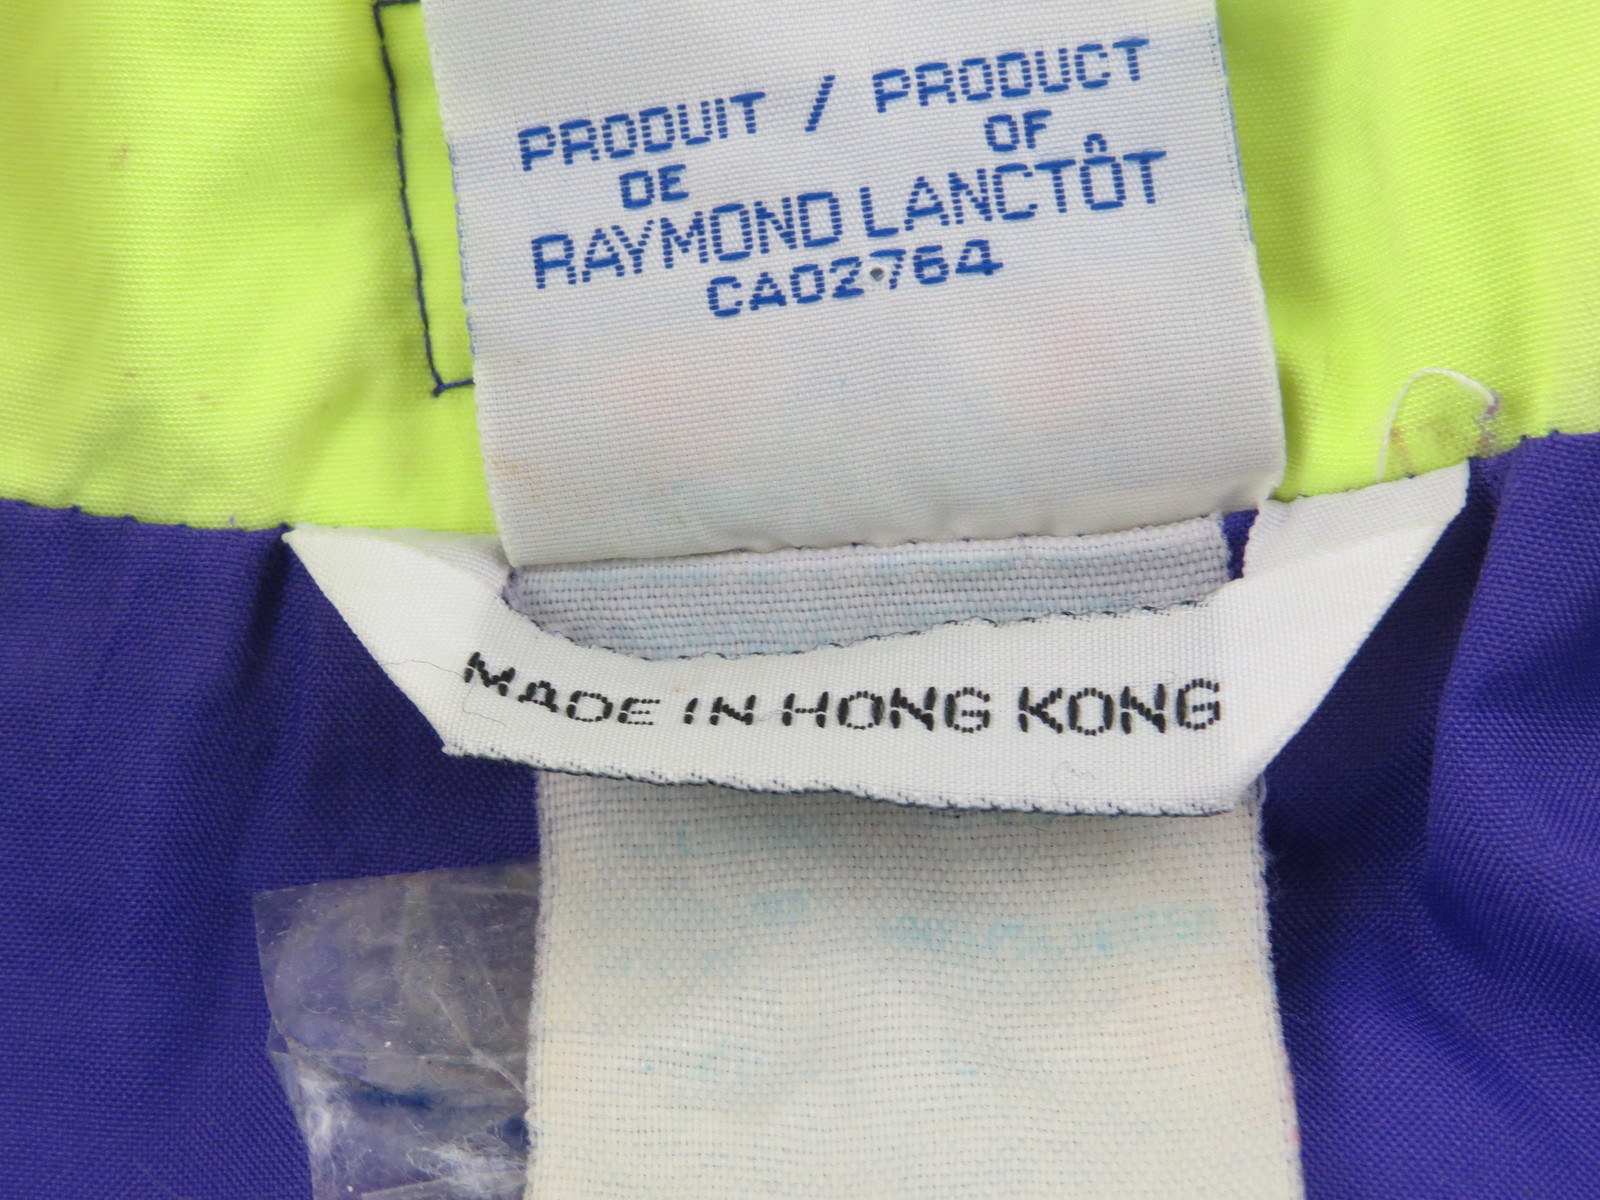 PRODUIT / PRODUCT
DE OF
RAYMOND LANCTÔT
CA02764
MADE IN HONG KONG